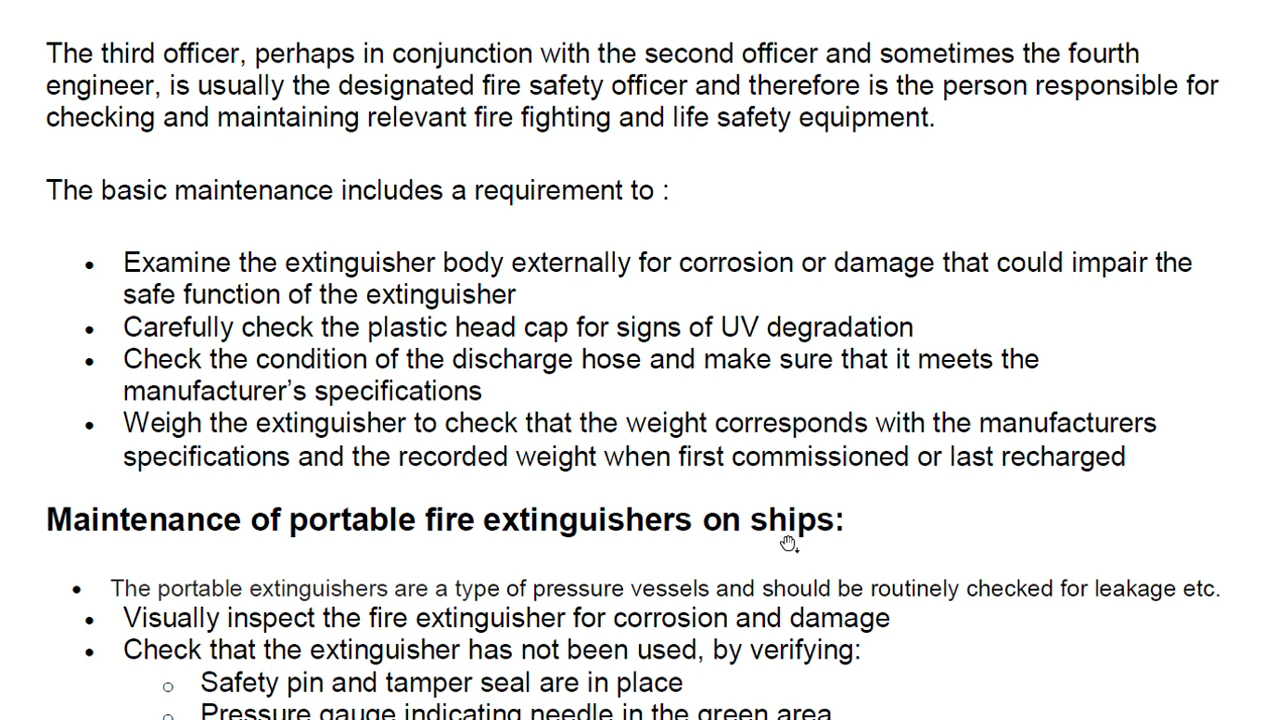 The third officer, perhaps in conjunction with the second officer and sometimes the fourth
engineer, is usually the designated fire safety officer and therefore is the person responsible for
checking and maintaining relevant fire fighting and life safety equipment.
The basic maintenance includes a requirement to :
• Examine the extinguisher body externally for corrosion or damage that could impair the
safe function of the extinguisher
• Carefully check the plastic head cap for signs of UV degradation
• Check the condition of the discharge hose and make sure that it meets the
manufacturer’s specifications
• Weigh the extinguisher to check that the weight corresponds with the manufacturers
specifications and the recorded weight when first commissioned or last recharged
Maintenance of portable fire extinguishers on ships:
• The portable extinguishers are a type of pressure vessels and should be routinely checked for leakage etc.
• Visually inspect the fire extinguisher for corrosion and damage
• Check that the extinguisher has not been used, by verifying:
o Safety pin and tamper seal are in place
o Pressure gauge indicating needle in the green area